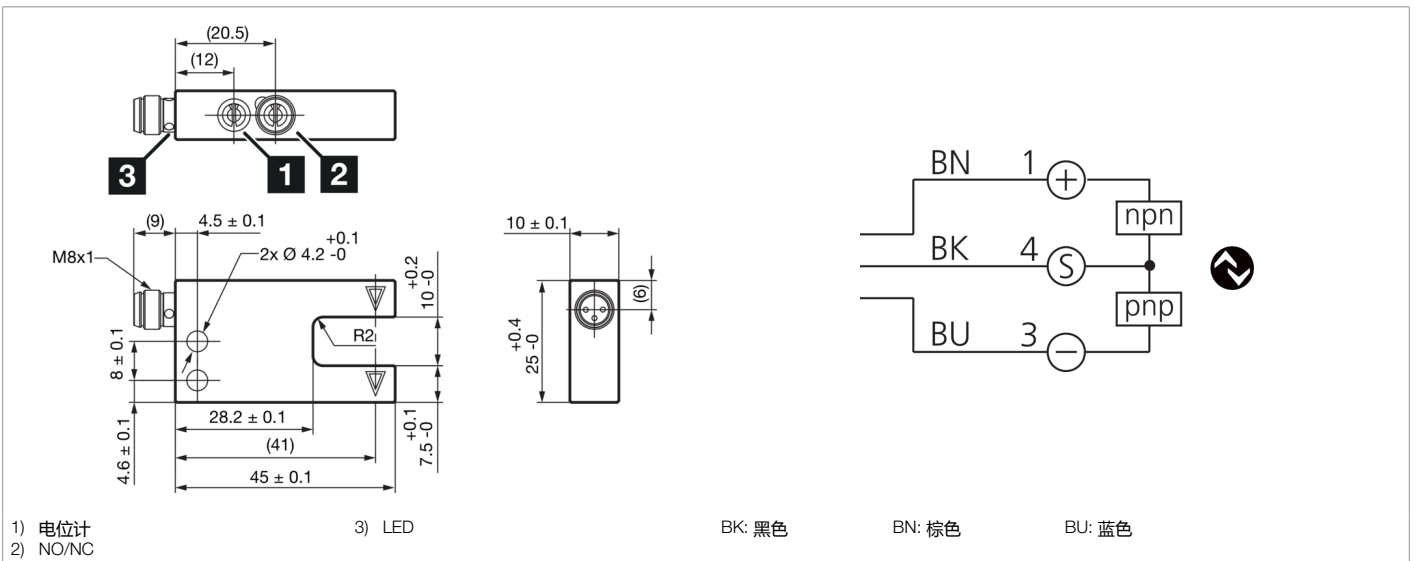 (20.5)
(12)
3
1
2
(9)
4.5 ± 0.1
2x Ø 4.2 +0.1 -0
M8x1
8 ± 0.1
4.6 ± 0.1
R2
10 +0.2 -0
7.5 +0.1 -0
28.2 ± 0.1
(41)
45 ± 0.1
10 ± 0.1
(6)
25 +0.4 -0
BN 1 +
npn
BK 4 S
pnp
BU 3 −
1) 电位计 3) LED BK: 黑色 BN: 棕色 BU: 蓝色
2) NO/NC